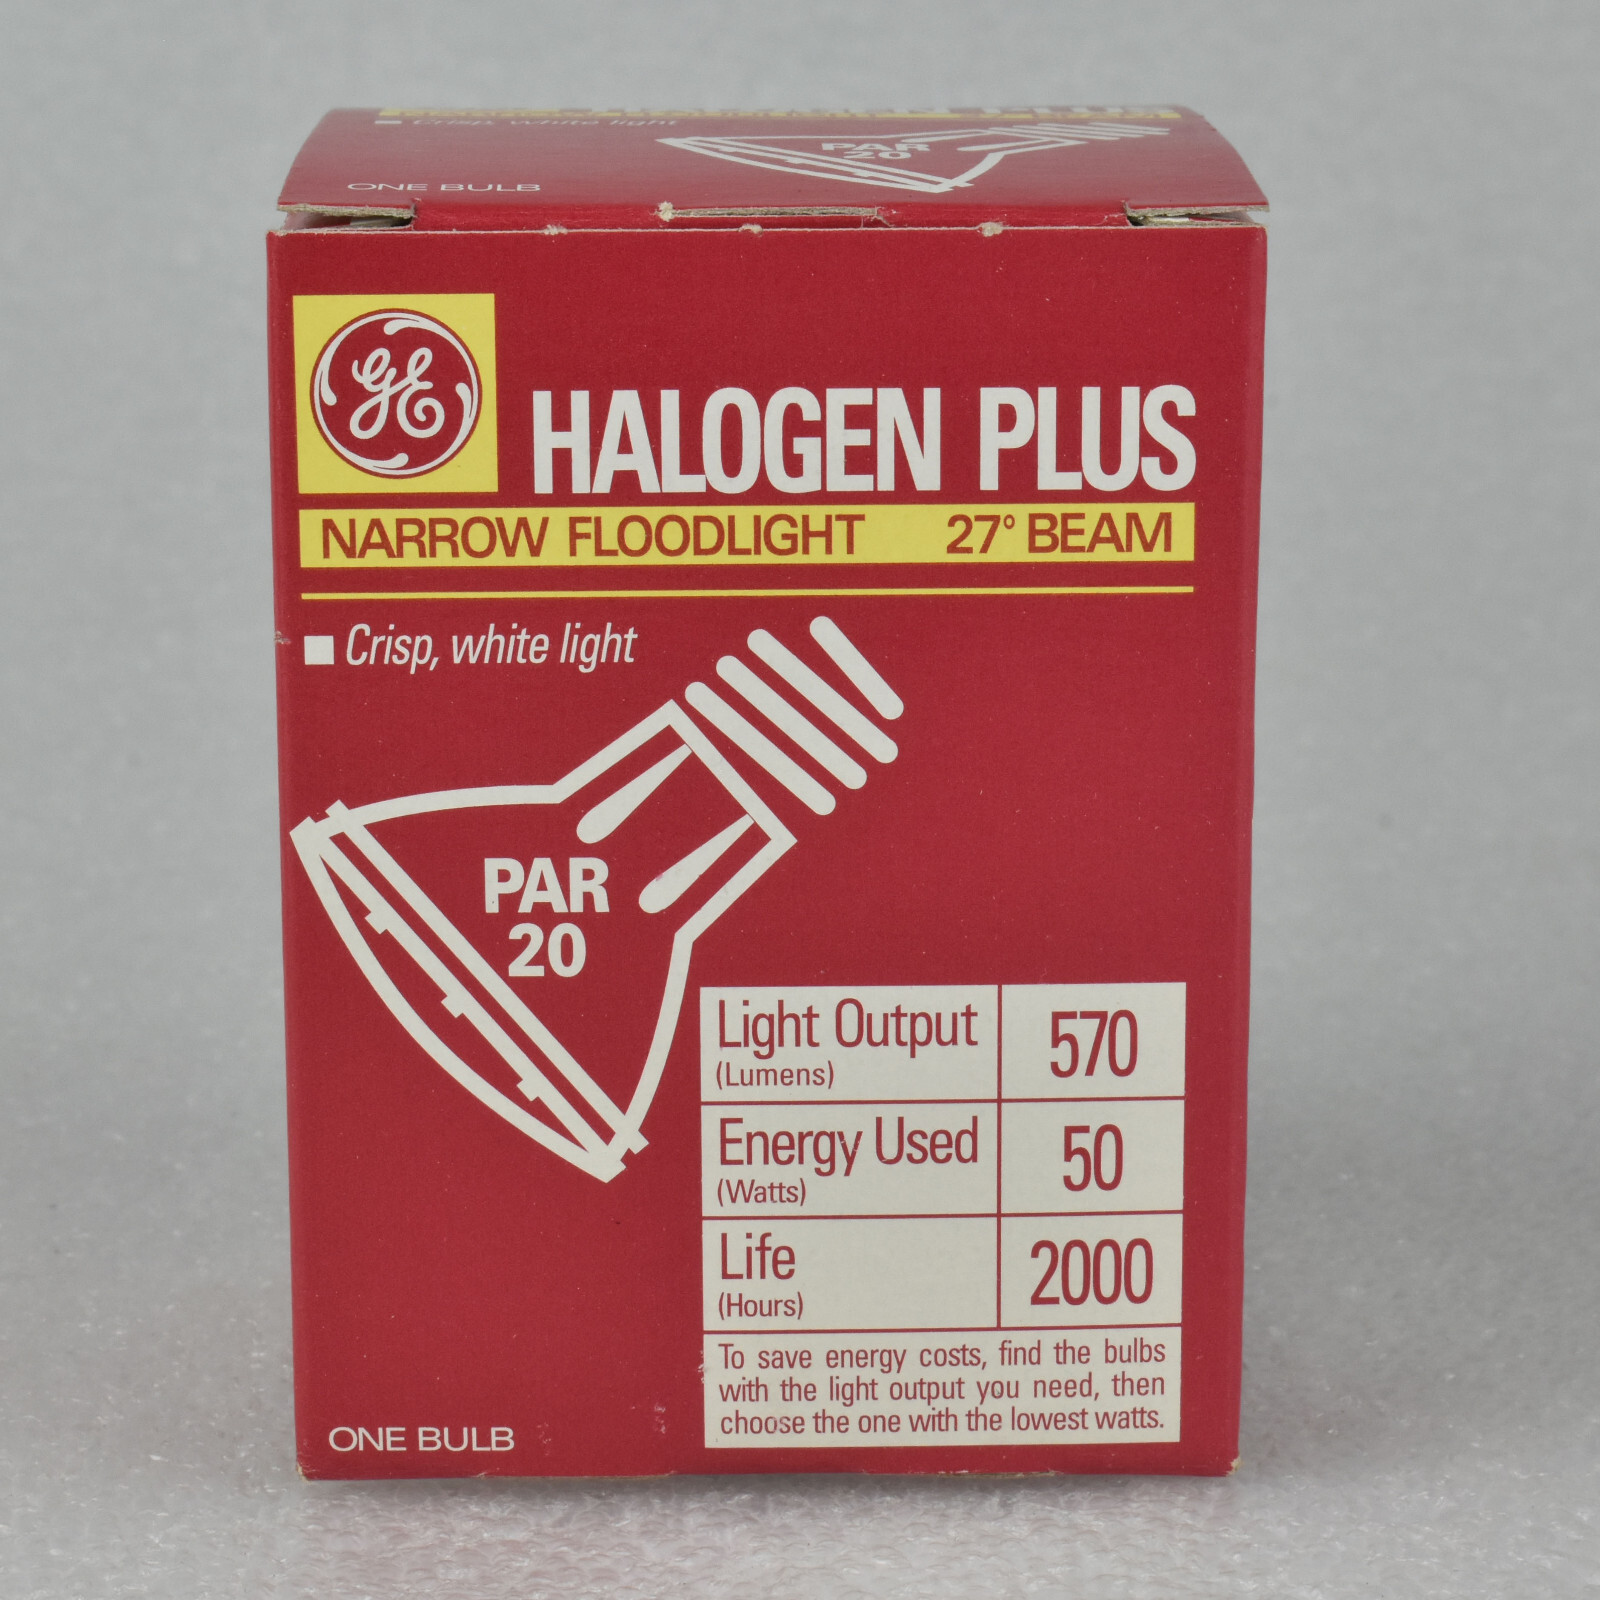 Crisp, white light
PAR
20
ONE BULB
GE
HALOGEN PLUS
NARROW FLOODLIGHT 27° BEAM
Crisp, white light
PAR
20
Light Output 570
(Lumens)
Energy Used 50
(Watts)
Life 2000
(Hours)
To save energy costs, find the bulbs
with the light output you need, then
choose the one with the lowest watts.
ONE BULB